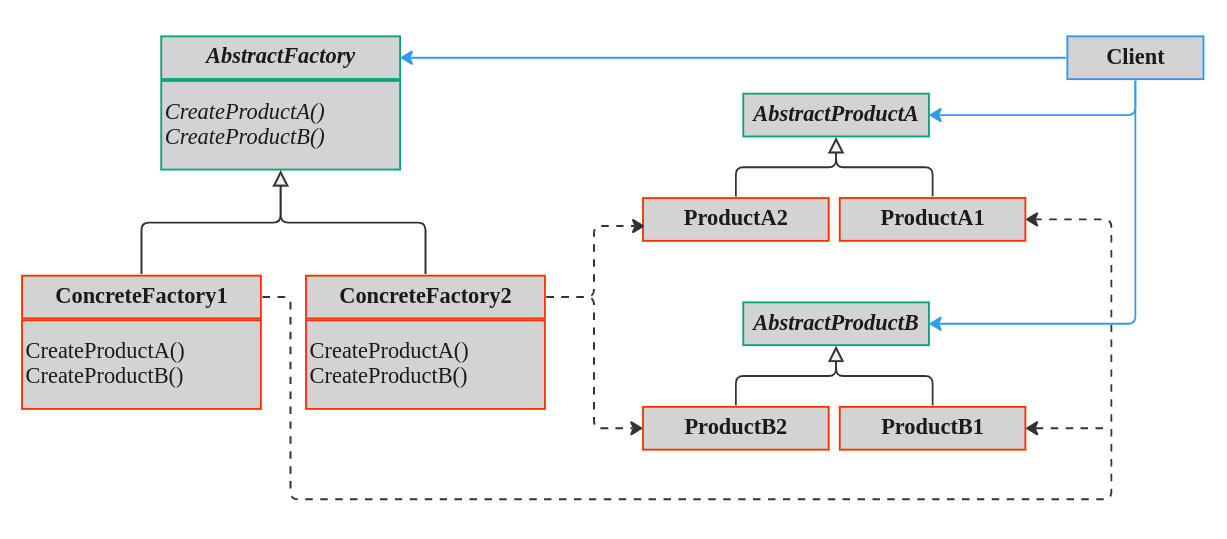 AbstractFactory
CreateProductA()
CreateProductB()
Client
AbstractProductA
ProductA2
ProductA1
ConcreteFactory1
CreateProductA()
CreateProductB()
ConcreteFactory2
CreateProductA()
CreateProductB()
AbstractProductB
ProductB2
ProductB1